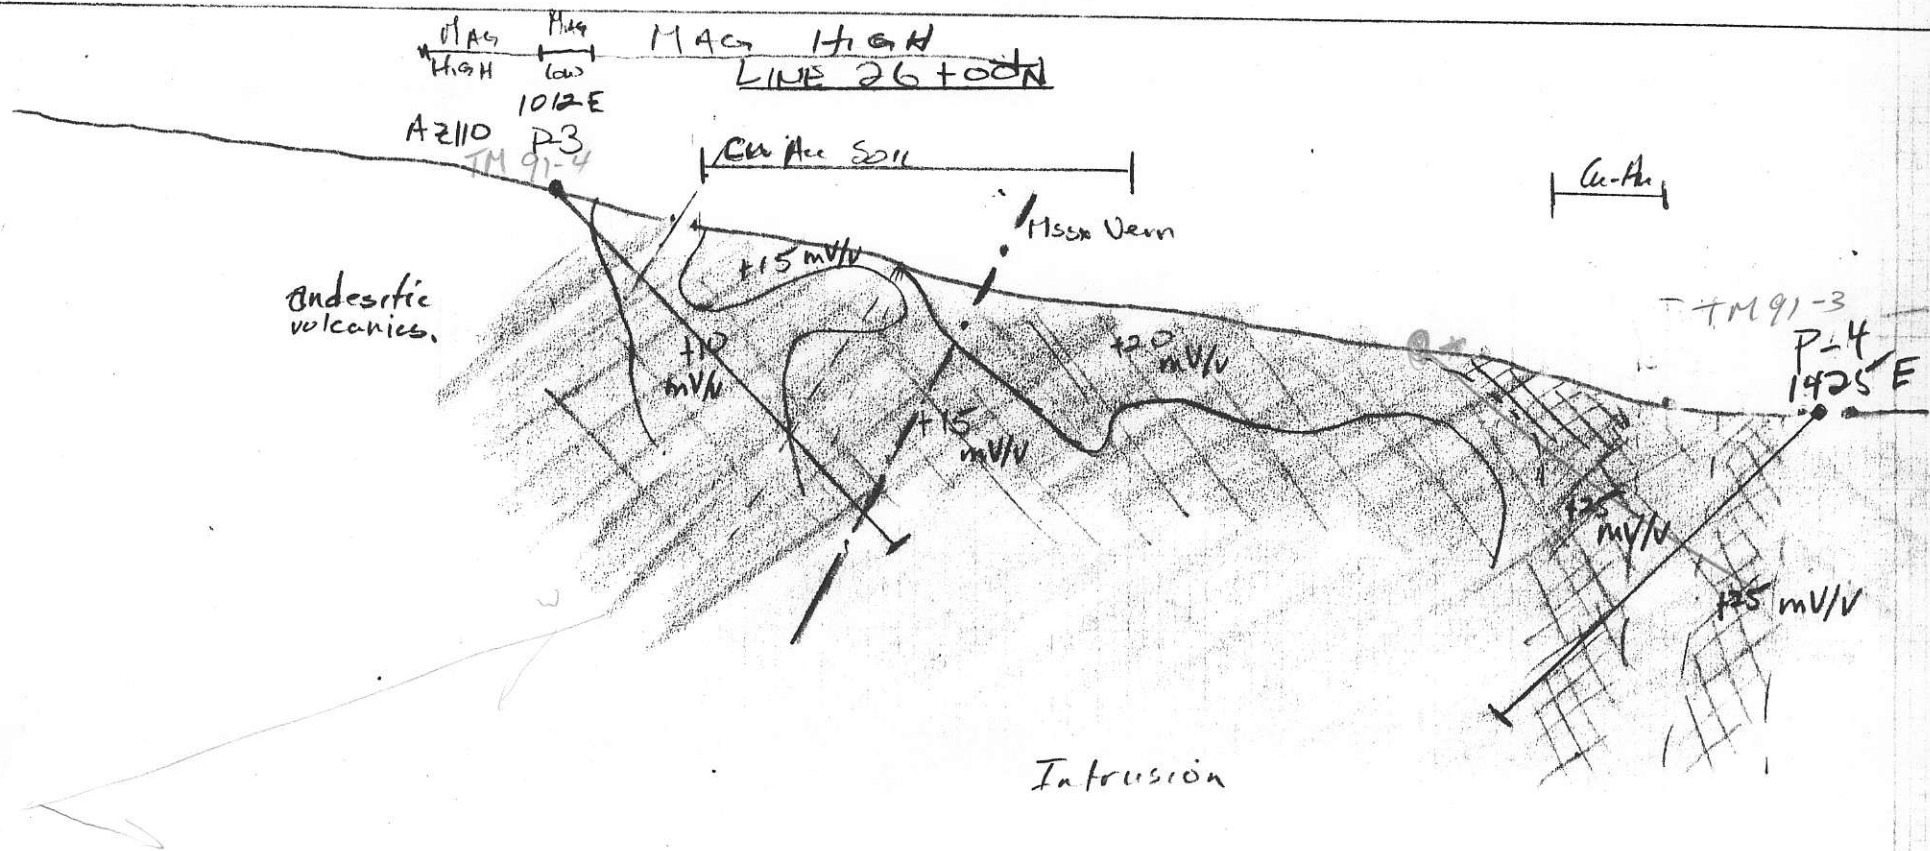 MAG
HIGH
MAG
LOW
MAG HIGH
LINE 26+00N
1012E
AZ110 P-3
TM 91-4
Cu Au Soil
Cu-Au
Massx Vein
Andesitic
volcanics.
+15 mV/V
+10
mV/V
+20
mV/V
+15
mV/V
TM 91-3
P-4
1425 E
+25
mV/V
+25 mV/V
W
Intrusion